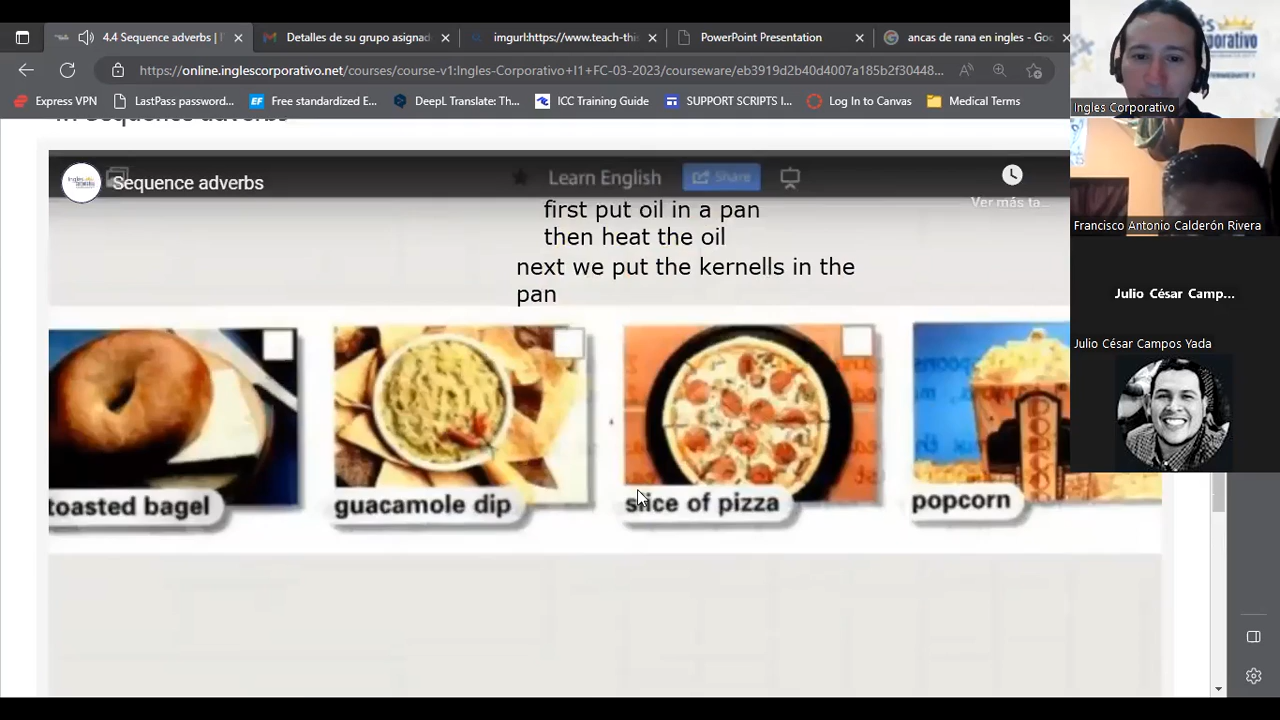 4.4 Sequence adverbs |
Detalles de su grupo asignad
imgurl:https://www.teach-this
PowerPoint Presentation
ancas de rana en ingles - Goo
https://online.inglescorporativo.net/courses/course-v1:Ingles-Corporativo+I1+FC-03-2023/courseware/eb3919d2b40d4007a185b2f30448...
Express VPN
LastPass password...
EF Free standardized E...
DeepL Translate: Th...
ICC Training Guide
SUPPORT SCRIPTS I...
Log In to Canvas
Medical Terms
Ingles Corporativo
Sequence adverbs
Learn English
Share
Ver más ta...
first put oil in a pan
then heat the oil
next we put the kernells in the
pan
toasted bagel
guacamole dip
slice of pizza
popcorn
Francisco Antonio Calderón Rivera
Julio César Camp...
Julio César Campos Yada